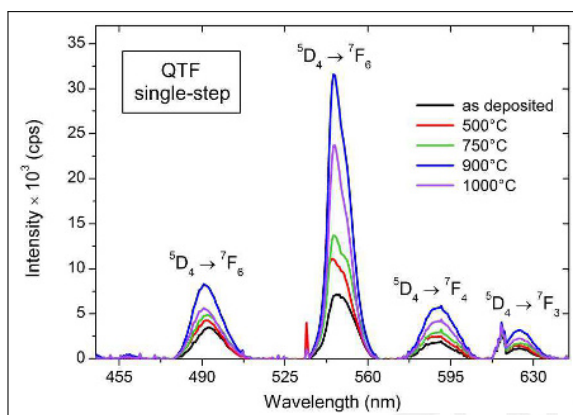 QTF
single-step
⁵D₄ → ⁷F₆
⁵D₄ → ⁷F₆
⁵D₄ → ⁷F₄
⁵D₄ → ⁷F₃
as deposited
500°C
750°C
900°C
1000°C
Intensity × 10³ (cps)
35
30
25
20
15
10
5
0
455 490 525 560 595 630
Wavelength (nm)